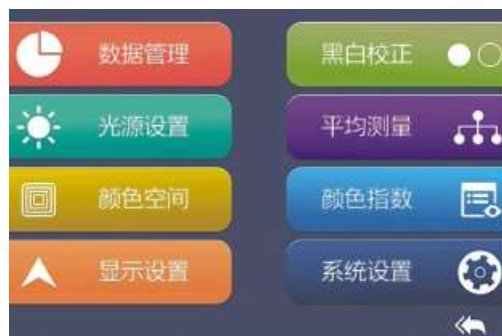 数据管理
黑白校正
光源设置
平均测量
颜色空间
颜色指数
显示设置
系统设置